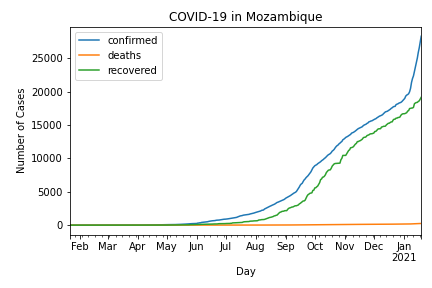 COVID-19 in Mozambique
confirmed
deaths
recovered
Number of Cases
25000
20000
15000
10000
5000
0
Feb Mar Apr May Jun Jul Aug Sep Oct Nov Dec Jan
2021
Day